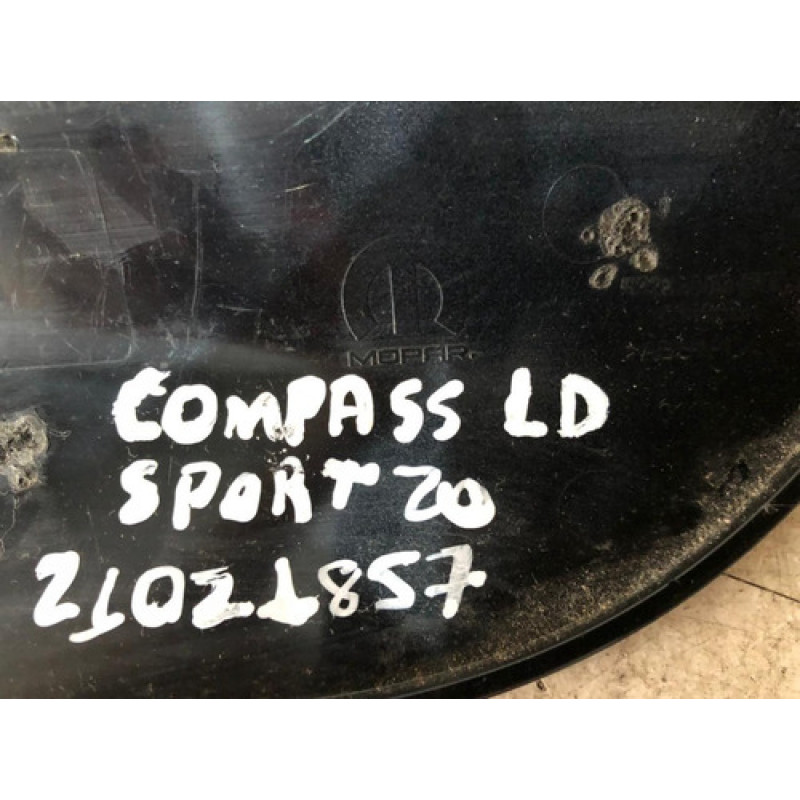 MOPAR
COMPASS LD
SPORT 20
21021857